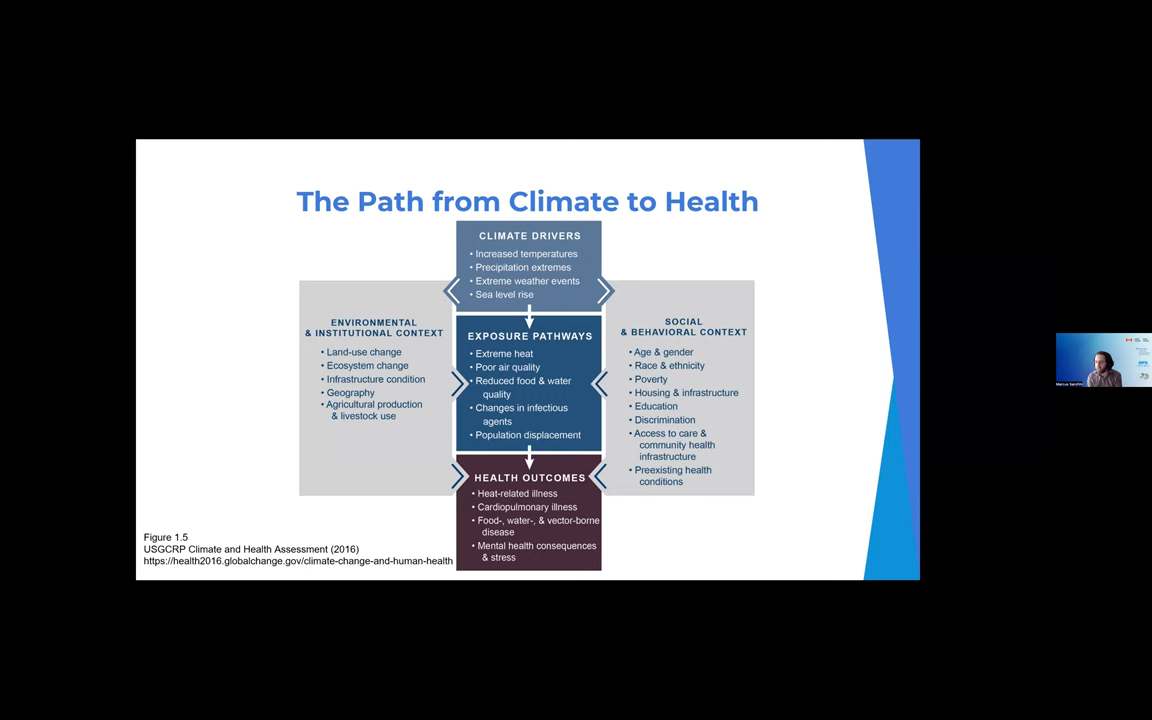 The Path from Climate to Health
CLIMATE DRIVERS
• Increased temperatures
• Precipitation extremes
• Extreme weather events
• Sea level rise
ENVIRONMENTAL
& INSTITUTIONAL CONTEXT
• Land-use change
• Ecosystem change
• Infrastructure condition
• Geography
• Agricultural production
& livestock use
EXPOSURE PATHWAYS
• Extreme heat
• Poor air quality
• Reduced food & water
quality
• Changes in infectious
agents
• Population displacement
SOCIAL
& BEHAVIORAL CONTEXT
• Age & gender
• Race & ethnicity
• Poverty
• Housing & infrastructure
• Education
• Discrimination
• Access to care &
community health
infrastructure
• Preexisting health
conditions
HEALTH OUTCOMES
• Heat-related illness
• Cardiopulmonary illness
• Food-, water-, & vector-borne
disease
• Mental health consequences
& stress
Figure 1.5
USGCRP Climate and Health Assessment (2016)
https://health2016.globalchange.gov/climate-change-and-human-health
Marcus Sarofim